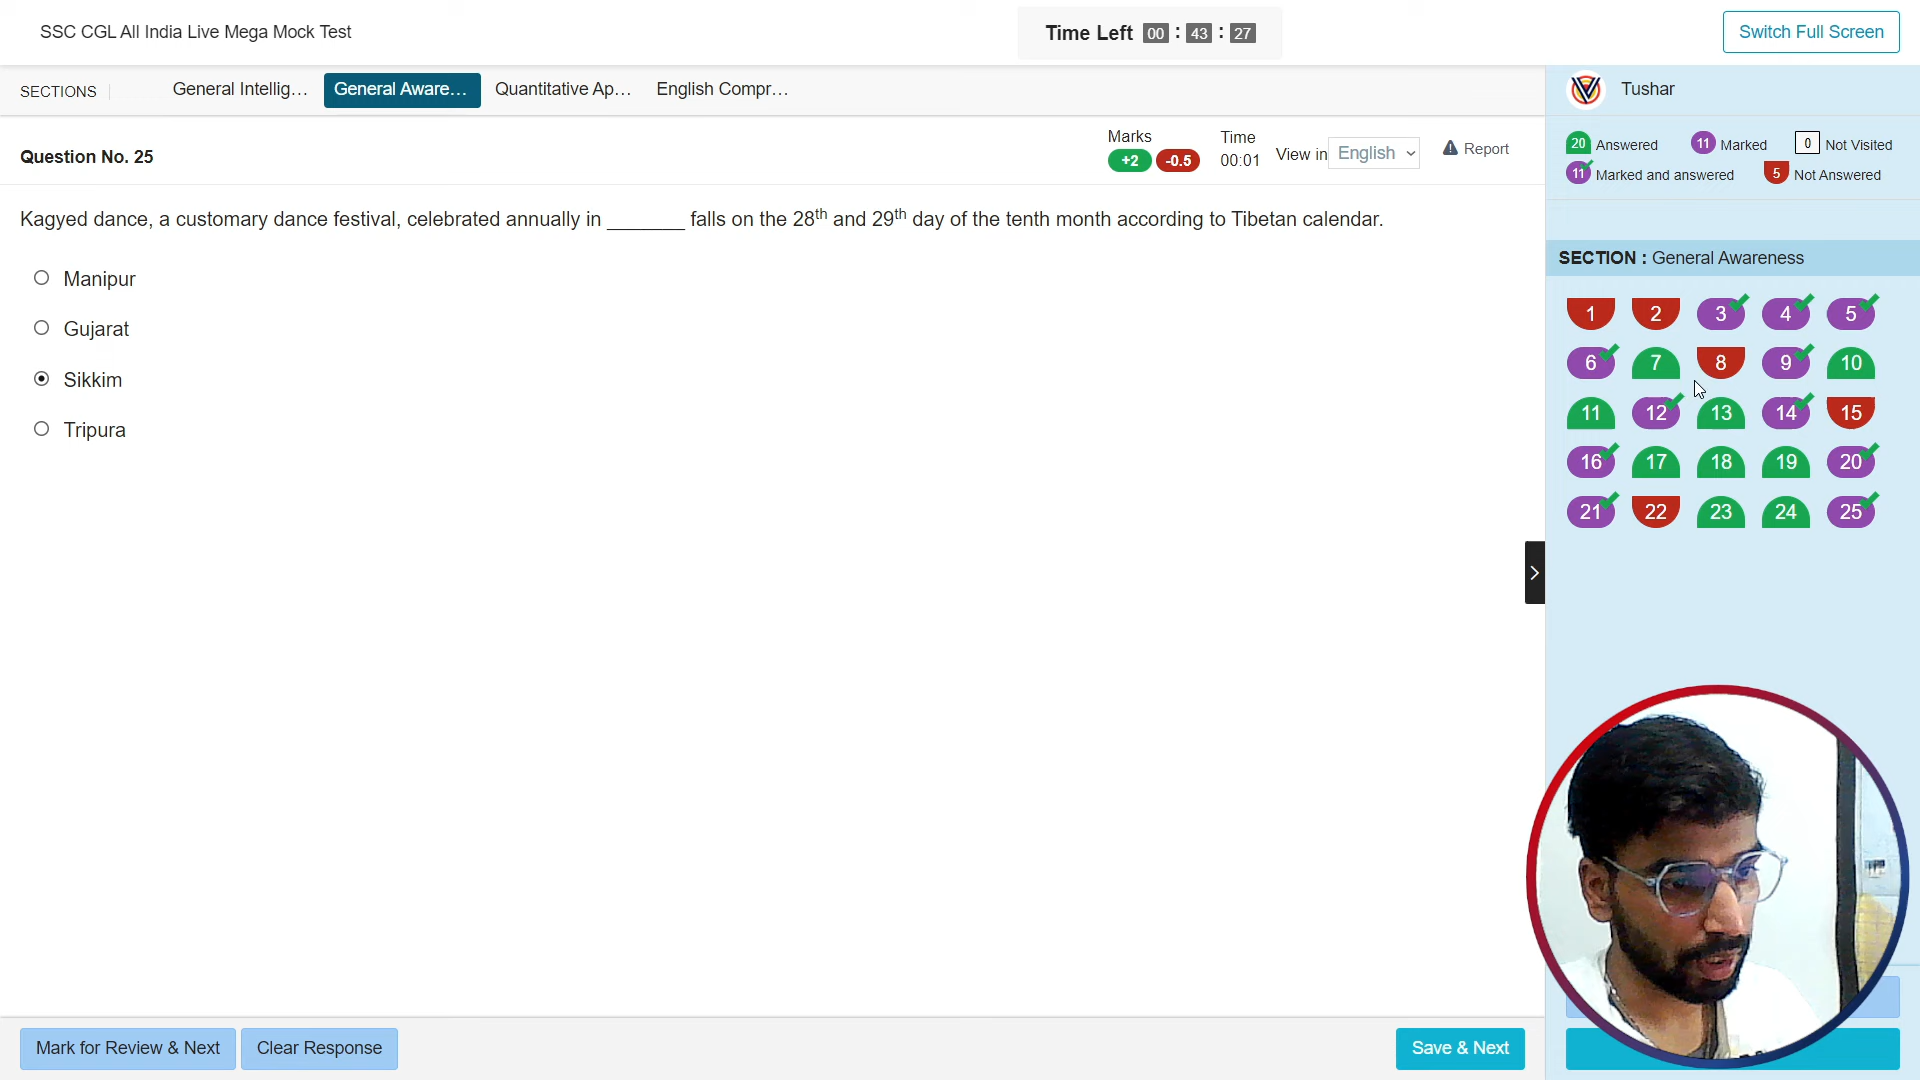 SSC CGL All India Live Mega Mock Test
Time Left 00 : 43 : 27
Switch Full Screen
SECTIONS
General Intellig...
General Aware...
Quantitative Ap...
English Compr...
Tushar
Question No. 25
Marks
+2 -0.5
Time
00:01
View in English
Report
20 Answered
11 Marked
0 Not Visited
11 Marked and answered
5 Not Answered
Kagyed dance, a customary dance festival, celebrated annually in _______ falls on the 28th and 29th day of the tenth month according to Tibetan calendar.
Manipur
Gujarat
Sikkim
Tripura
SECTION : General Awareness
1 2 3 4 5
6 7 8 9 10
11 12 13 14 15
16 17 18 19 20
21 22 23 24 25
Mark for Review & Next
Clear Response
Save & Next